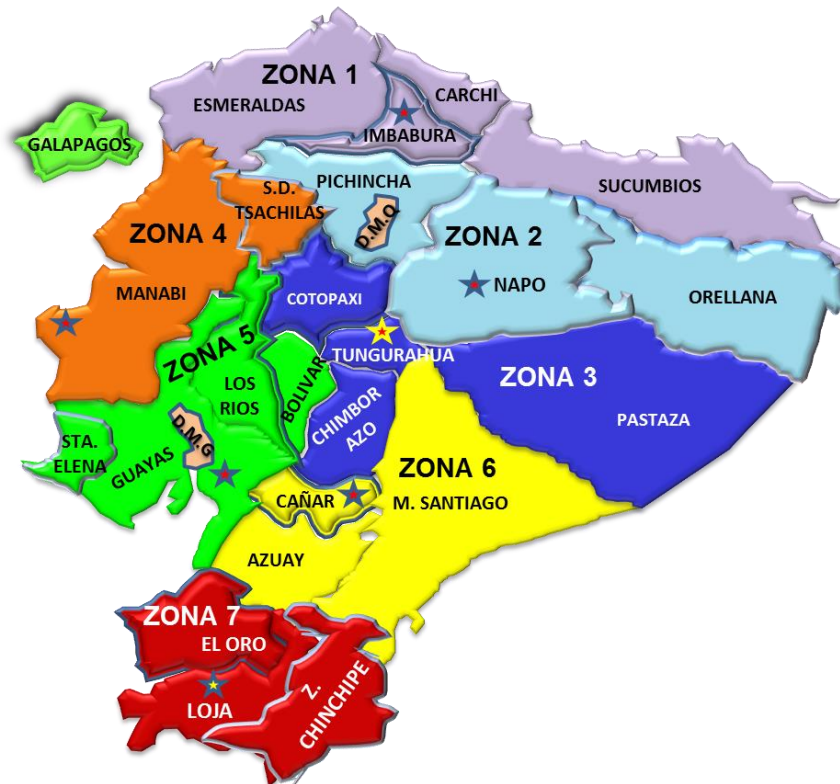 ZONA 1
ESMERALDAS
CARCHI
IMBABURA
GALAPAGOS
SUCUMBIOS
PICHINCHA
S.D.
TSACHILAS
D.M.Q
ZONA 4
ZONA 2
MANABI
COTOPAXI
NAPO
ORELLANA
ZONA 5
TUNGURAHUA
ZONA 3
LOS
RIOS
BOLIVAR
CHIMBOR
AZO
PASTAZA
STA.
ELENA
GUAYAS
D.M.G
ZONA 6
CAÑAR
M. SANTIAGO
AZUAY
ZONA 7
EL ORO
LOJA
Z.
CHINCHIPE